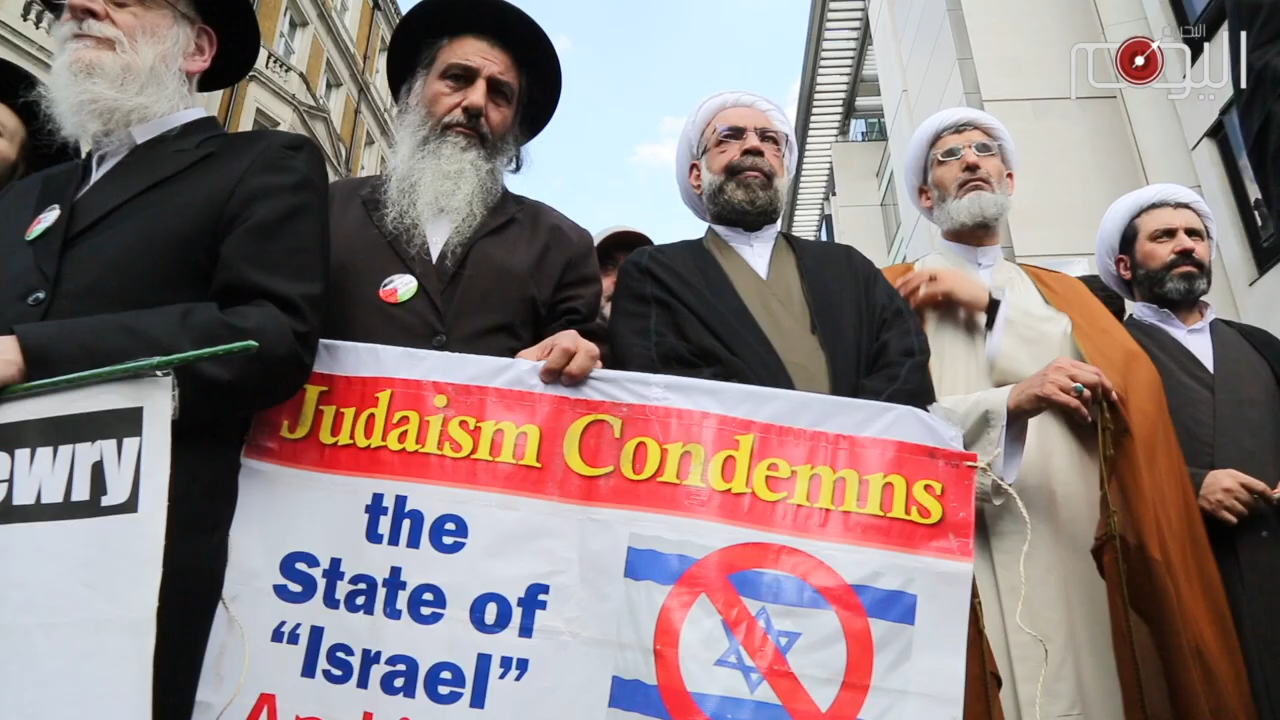 البحرين
اليوم
ewry
Judaism Condemns
the
State of
“Israel”